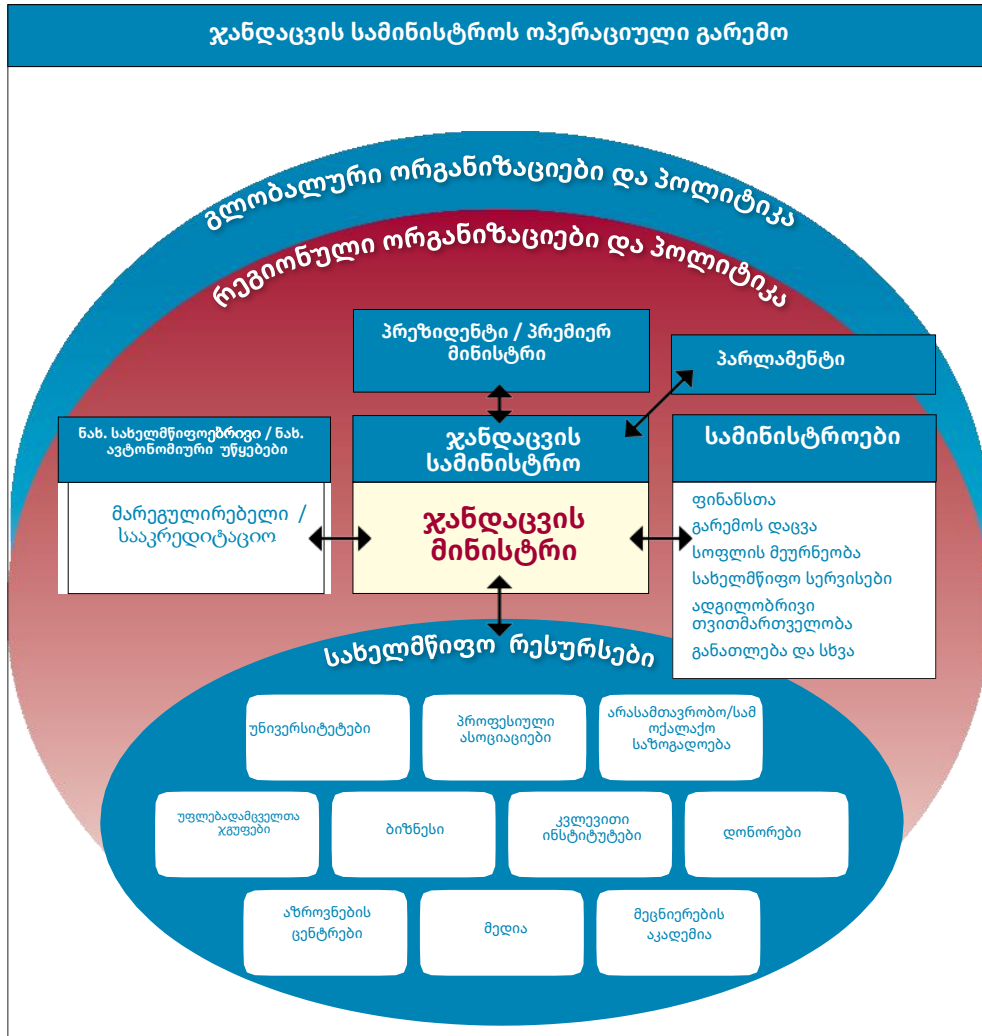 ჯანდაცვის სამინისტროს ოპერაციული გარემო
გლობალური ორგანიზაციები და პოლიტიკა
რეგიონული ორგანიზაციები და პოლიტიკა
პრეზიდენტი / პრემიერ
მინისტრი
პარლამენტი
ნახ. სახელმწიფოებრივი / ნახ.
ავტონომიური უწყებები
ჯანდაცვის
სამინისტრო
სამინისტროები
მარეგულირებელი /
სააკრედიტაციო
ჯანდაცვის
მინისტრი
ფინანსთა
გარემოს დაცვა
სოფლის მეურნეობა
სახელმწიფო სერვისები
ადგილობრივი
თვითმართველობა
განათლება და სხვა
სახელმწიფო რესურსები
უნივერსიტეტები
პროფესიული
ასოციაციები
არასამთავრობო/სამ
ოქალაქო
საზოგადოება
უფლებადამცველთა
ჯგუფები
ბიზნესი
კვლევითი
ინსტიტუტები
დონორები
აზროვნების
ცენტრები
მედია
მეცნიერების
აკადემია